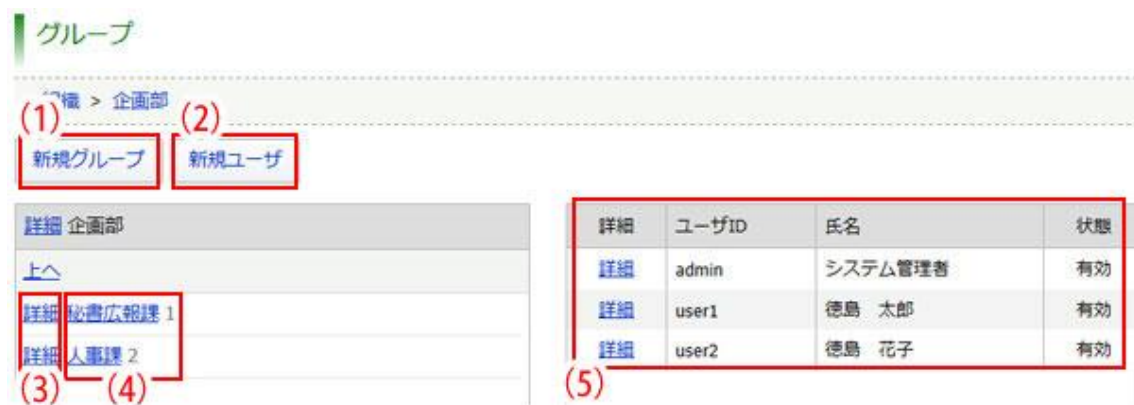 グループ
織 > 企画部
(1) (2)
新規グループ 新規ユーザ
詳細 企画部
上へ
詳細 秘書広報課 1
詳細 人事課 2
(3) (4)
詳細 ユーザID 氏名 状態
詳細 admin システム管理者 有効
詳細 user1 徳島 太郎 有効
詳細 user2 徳島 花子 有効
(5)